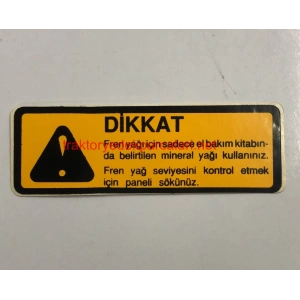 DİKKAT
Fren yağı için sadece el bakım kitabın-
da belirtilen mineral yağı kullanınız.
Fren yağ seviyesini kontrol etmek
için paneli sökünüz.